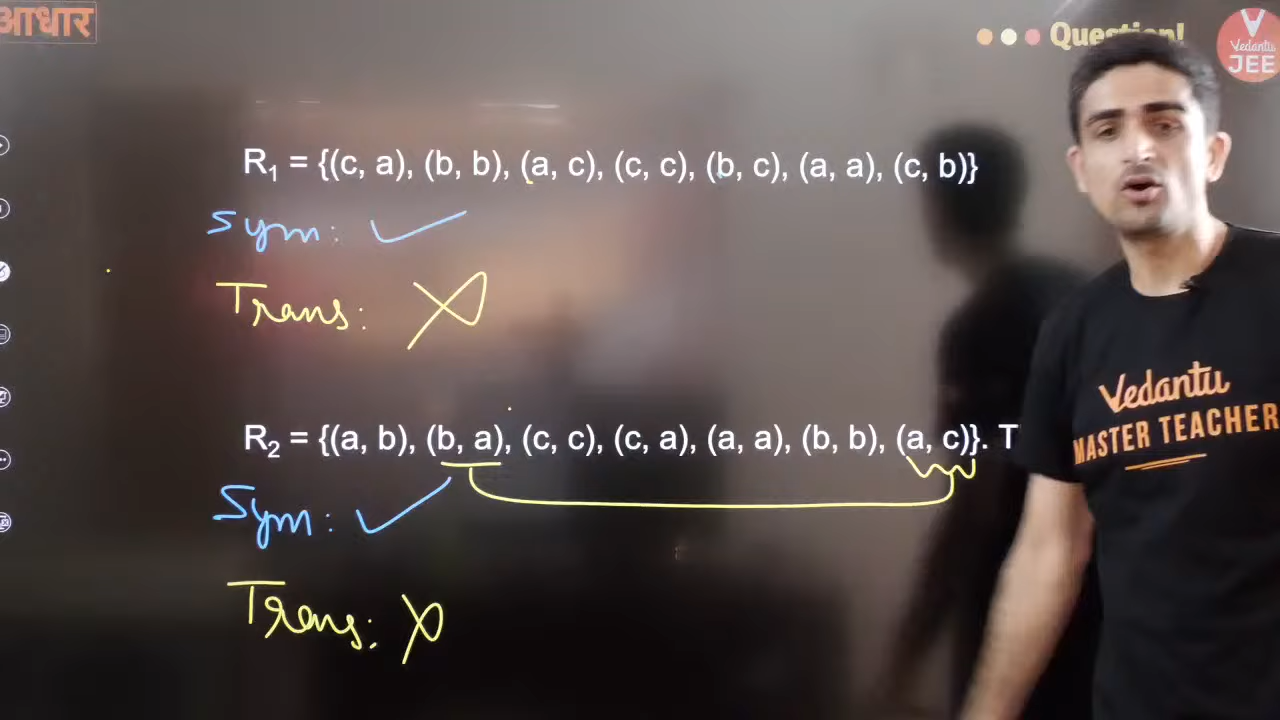 आधार
Question!
Vedantu
JEE
R₁ = {(c, a), (b, b), (a, c), (c, c), (b, c), (a, a), (c, b)}
Sym: ✓
Trans: X
R₂ = {(a, b), (b, a), (c, c), (c, a), (a, a), (b, b), (a, c)}. T
Sym: ✓
Trans: X
Vedantu
MASTER TEACHER